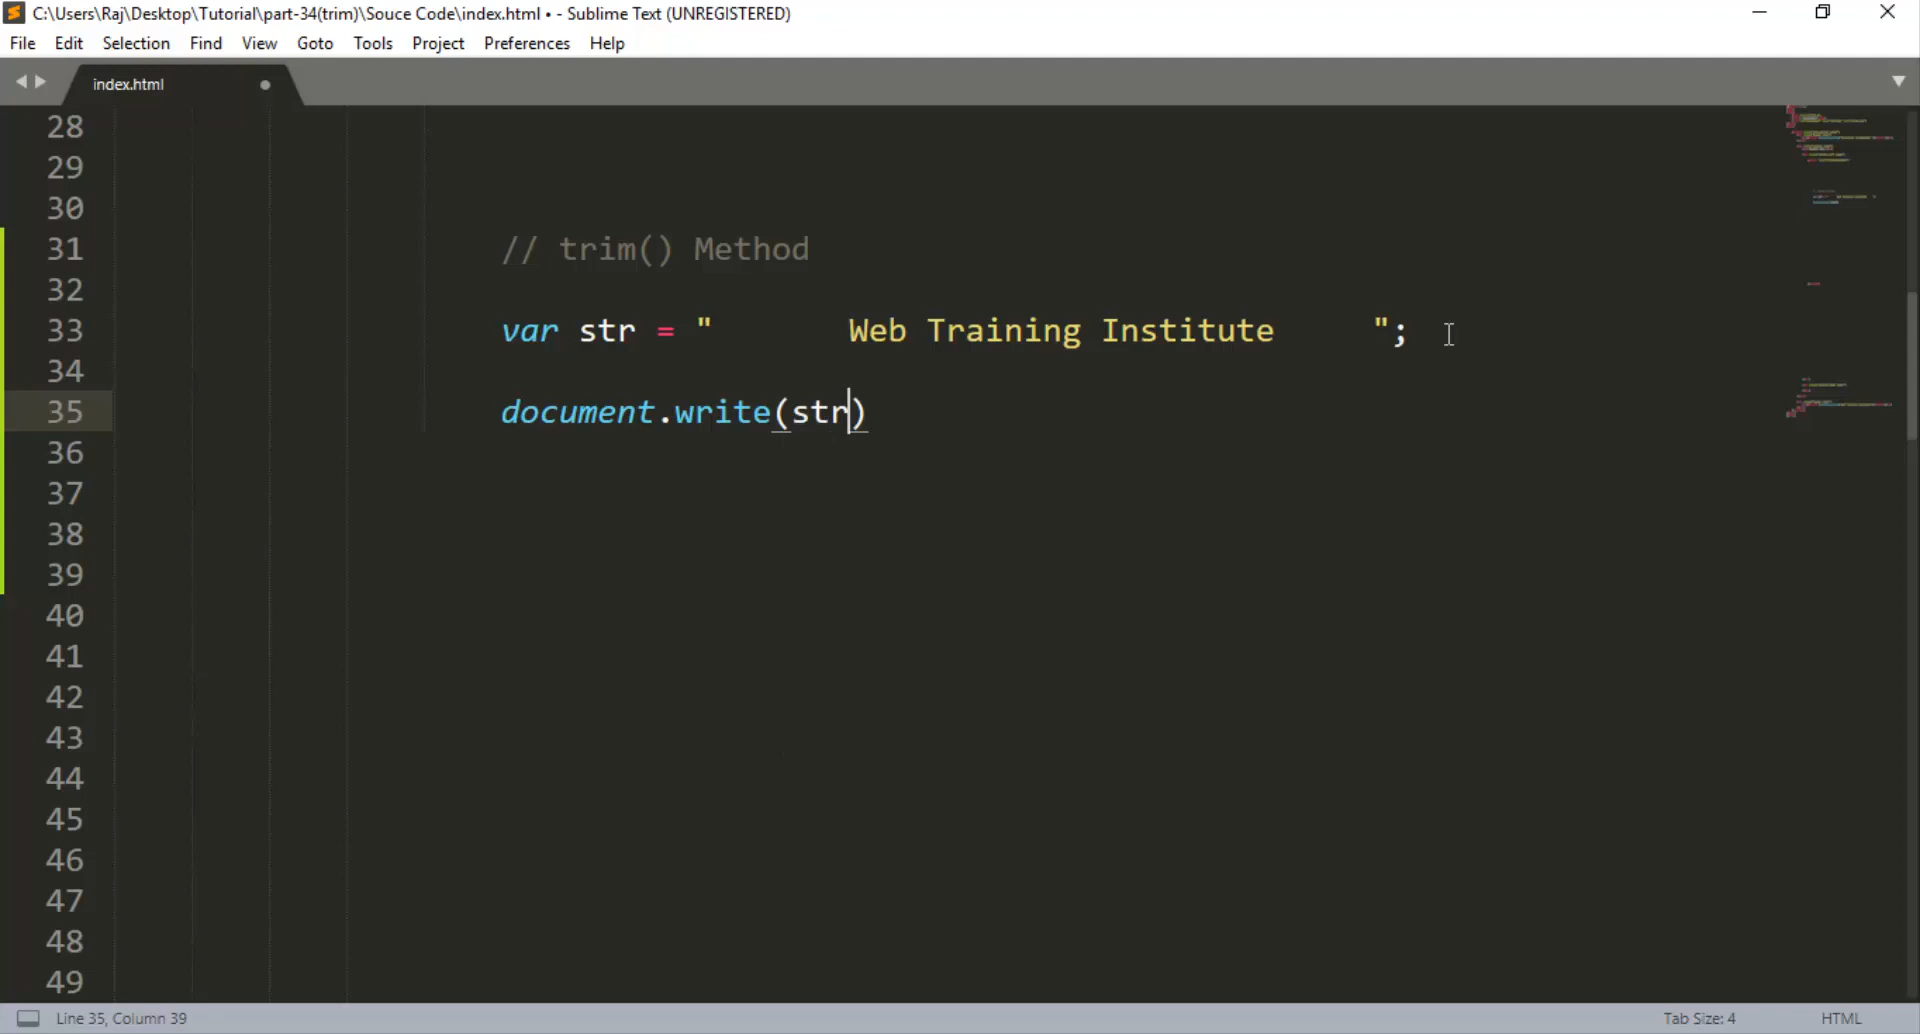 C:\Users\Raj\Desktop\Tutorial\part-34(trim)\Souce Code\index.html • - Sublime Text (UNREGISTERED)
File Edit Selection Find View Goto Tools Project Preferences Help
index.html
28
29
30
31 // trim() Method
32
33 var str = "       Web Training Institute     ";
34
35 document.write(str)
36
37
38
39
40
41
42
43
44
45
46
47
48
49
Line 35, Column 39 Tab Size: 4 HTML